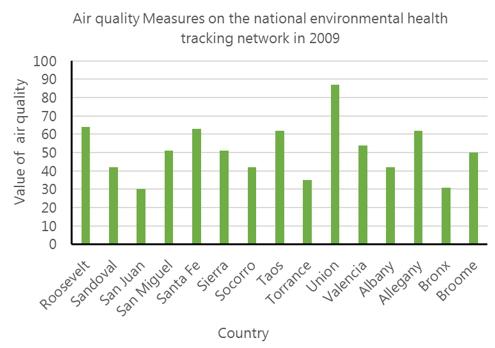 Air quality Measures on the national environmental health
tracking network in 2009
Value of  air quality
100
90
80
70
60
50
40
30
20
10
0
Roosevelt
Sandoval
San Juan
San Miguel
Santa Fe
Sierra
Socorro
Taos
Torrance
Union
Valencia
Albany
Allegany
Bronx
Broome
Country